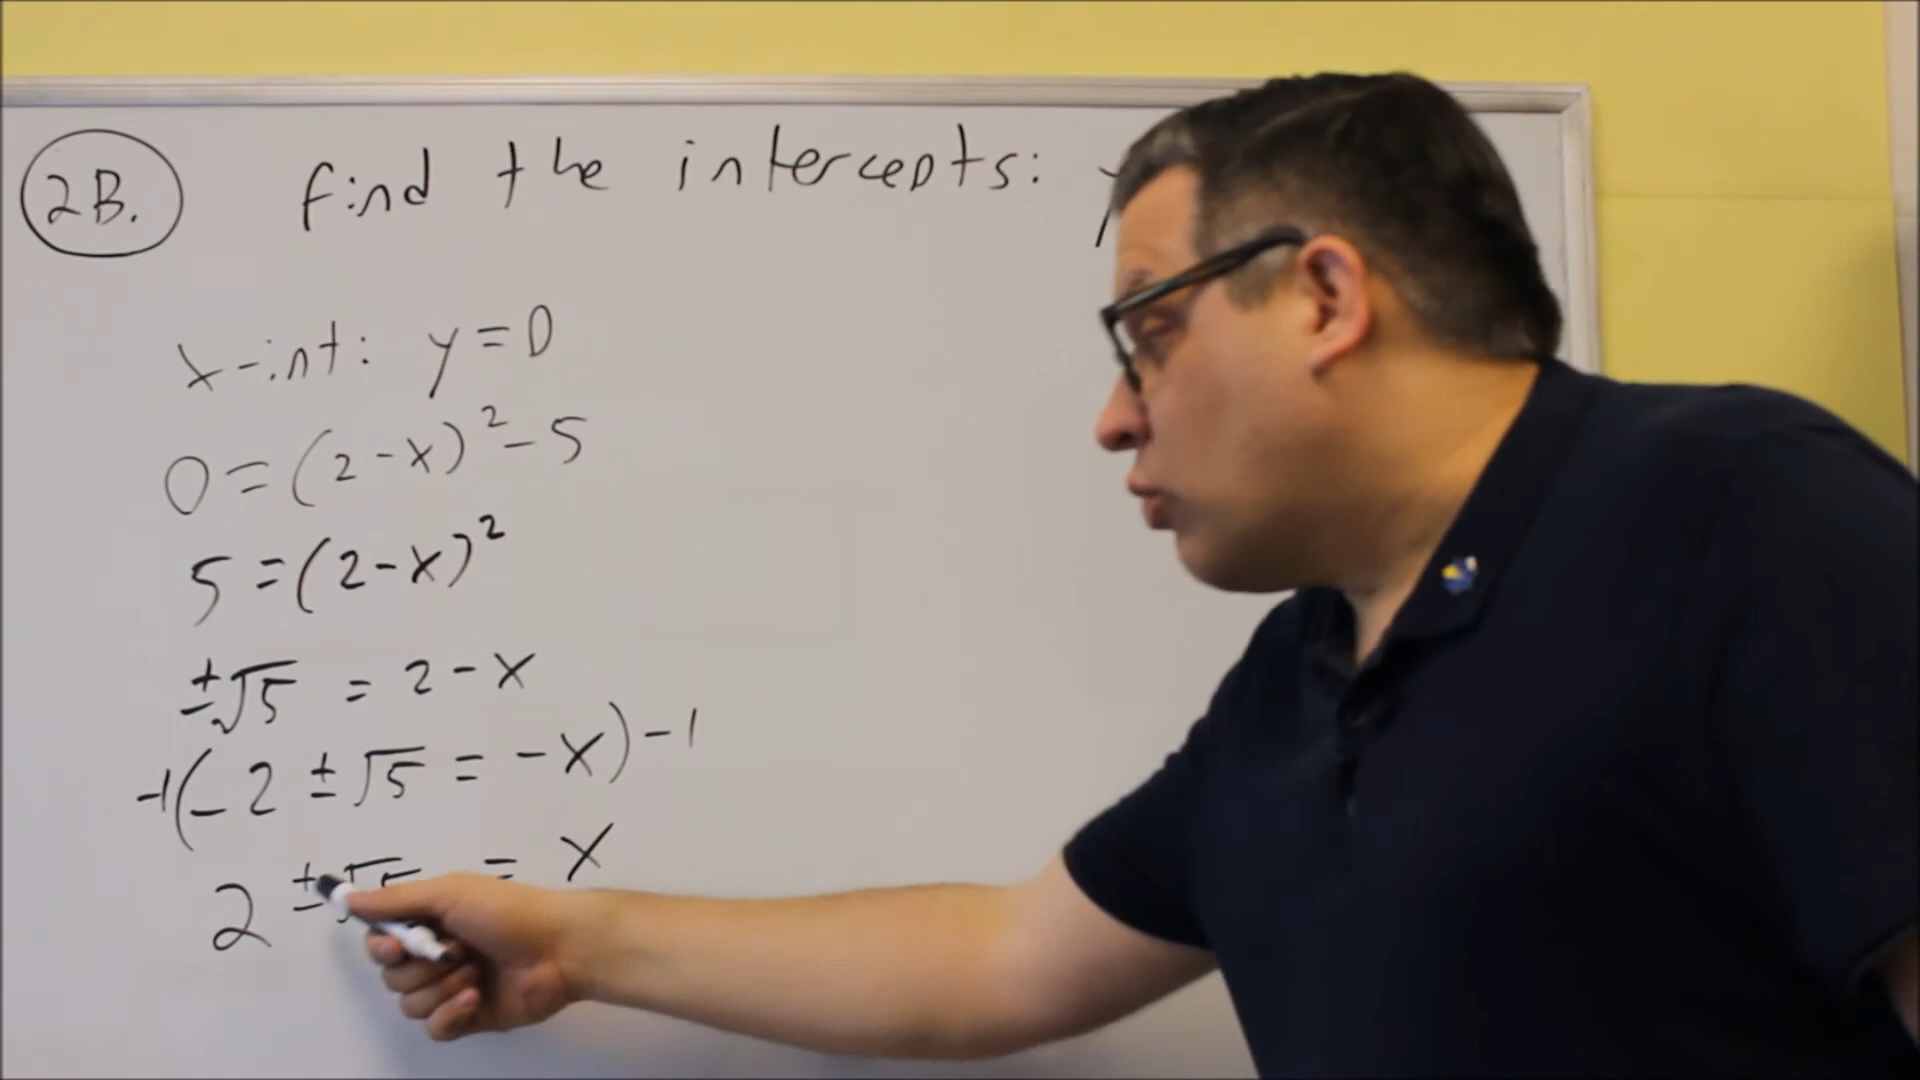 2B. find the intercepts: y
x-int: y=0
0=(2-x)²-5
5=(2-x)²
±√5 = 2-x
-1(-2 ± √5 = -x)-1
2 ±√5 = x